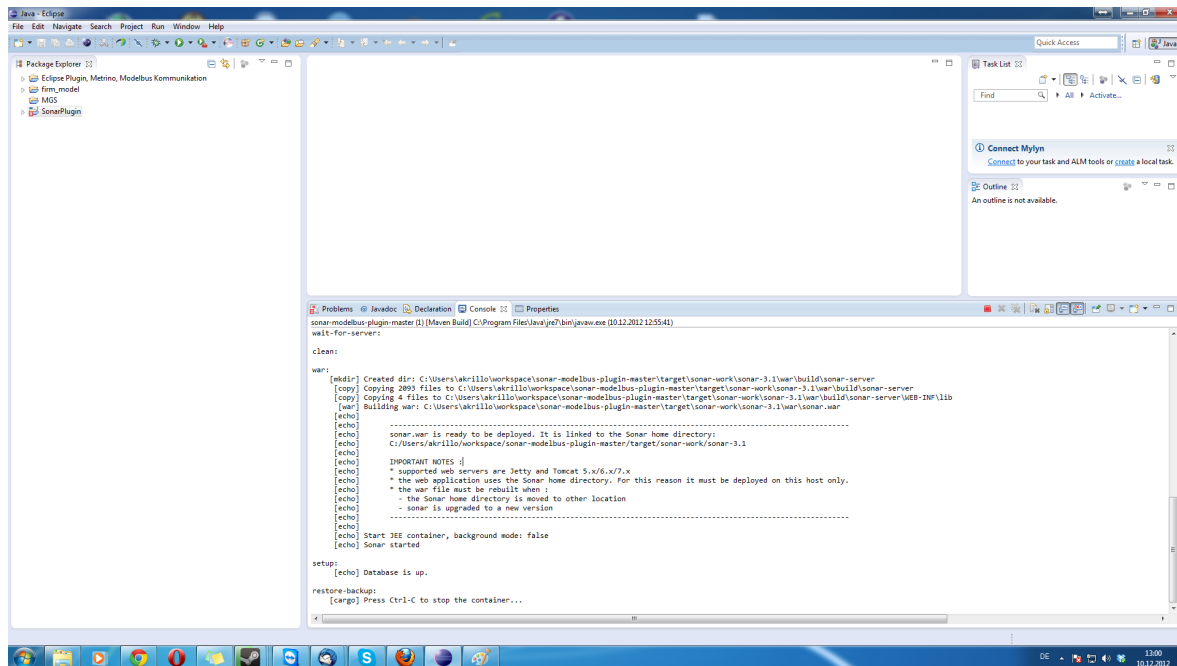 Java - Eclipse
File Edit Navigate Search Project Run Window Help
Quick Access
Java
Package Explorer
Eclipse Plugin, Metrino, Modelbus Kommunikation
firm_model
MGS
SonarPlugin
Task List
Find
All
Activate...
Connect Mylyn
Connect to your task and ALM tools or create a local task.
Outline
An outline is not available.
Problems @ Javadoc Declaration Console Properties
sonar-modelbus-plugin-master (1) [Maven Build] C:\Program Files\Java\jre7\bin\javaw.exe (10.12.2012 12:55:41)
wait-for-server:
clean:
war:
[mkdir] Created dir: C:\Users\akrillo\workspace\sonar-modelbus-plugin-master\target\sonar-work\sonar-3.1\war\build\sonar-server
[copy] Copying 2093 files to C:\Users\akrillo\workspace\sonar-modelbus-plugin-master\target\sonar-work\sonar-3.1\war\build\sonar-server
[copy] Copying 4 files to C:\Users\akrillo\workspace\sonar-modelbus-plugin-master\target\sonar-work\sonar-3.1\war\build\sonar-server\WEB-INF\lib
[war] Building war: C:\Users\akrillo\workspace\sonar-modelbus-plugin-master\target\sonar-work\sonar-3.1\war\sonar.war
[echo]
[echo] -------------------------------------------------------------------------------------
[echo] sonar.war is ready to be deployed. It is linked to the Sonar home directory:
[echo] C:/Users/akrillo/workspace/sonar-modelbus-plugin-master/target/sonar-work/sonar-3.1
[echo]
[echo] IMPORTANT NOTES :
[echo] * supported web servers are Jetty and Tomcat 5.x/6.x/7.x
[echo] * the web application uses the Sonar home directory. For this reason it must be deployed on this host only.
[echo] * the war file must be rebuilt when :
[echo] - the Sonar home directory is moved to other location
[echo] - sonar is upgraded to a new version
[echo] -------------------------------------------------------------------------------------
[echo]
[echo] Start JEE container, background mode: false
[echo] Sonar started
setup:
[echo] Database is up.
restore-backup:
[cargo] Press Ctrl-C to stop the container...
DE
13:00
10.12.2012